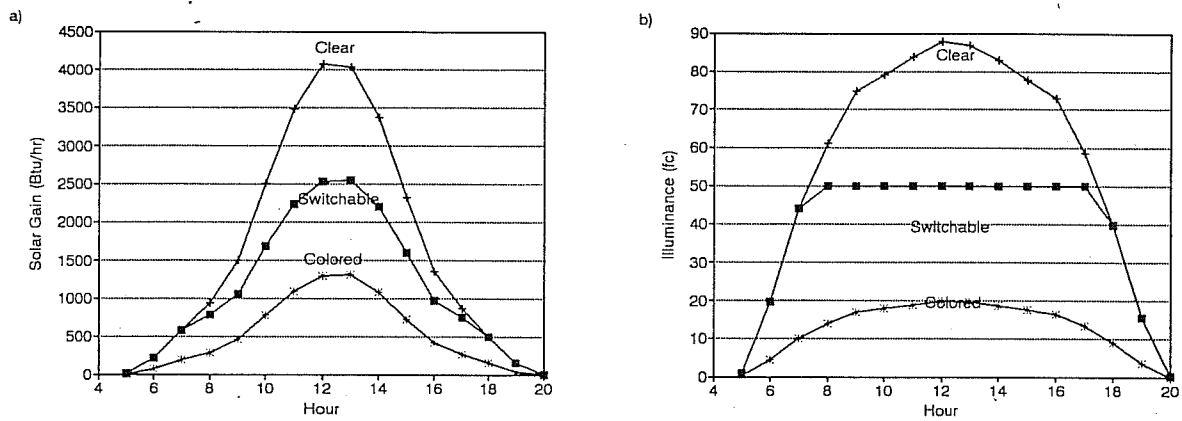 a)
Solar Gain (Btu/hr)
4500
4000
3500
3000
2500
2000
1500
1000
500
0
Clear
Switchable
Colored
4 6 8 10 12 14 16 18 20
Hour
b)
Illuminance (fc)
90
80
70
60
50
40
30
20
10
0
Clear
Switchable
Colored
4 6 8 10 12 14 16 18 20
Hour